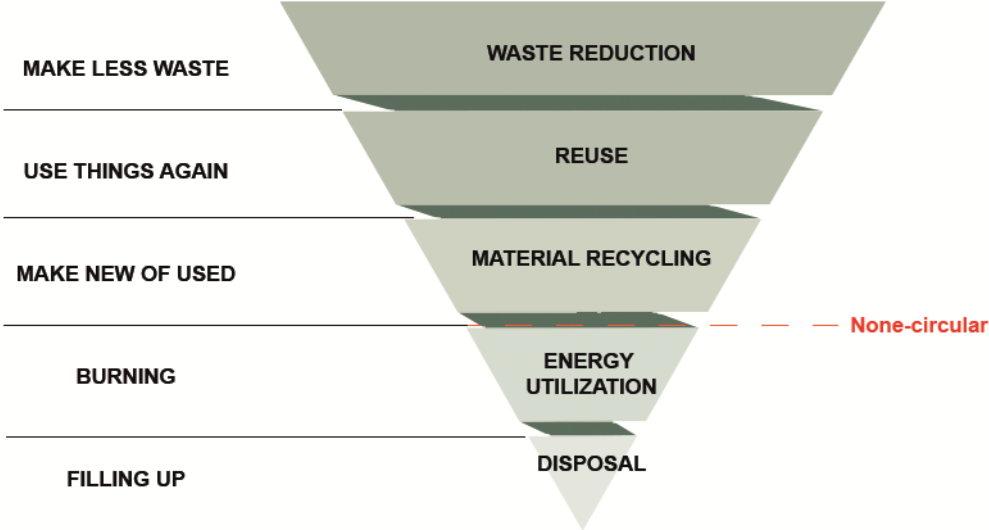 MAKE LESS WASTE
WASTE REDUCTION
USE THINGS AGAIN
REUSE
MAKE NEW OF USED
MATERIAL RECYCLING
None-circular
BURNING
ENERGY
UTILIZATION
FILLING UP
DISPOSAL